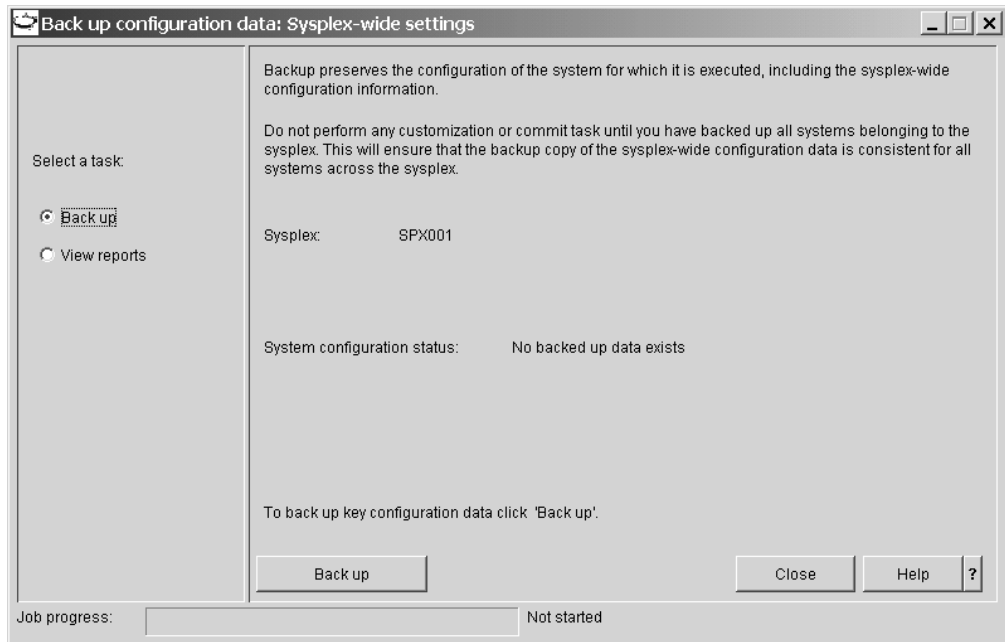 Back up configuration data: Sysplex-wide settings
Select a task:
Back up
View reports
Backup preserves the configuration of the system for which it is executed, including the sysplex-wide
configuration information.
Do not perform any customization or commit task until you have backed up all systems belonging to the
sysplex. This will ensure that the backup copy of the sysplex-wide configuration data is consistent for all
systems across the sysplex.
Sysplex: SPX001
System configuration status: No backed up data exists
To back up key configuration data click 'Back up'.
Back up Close Help ?
Job progress: Not started